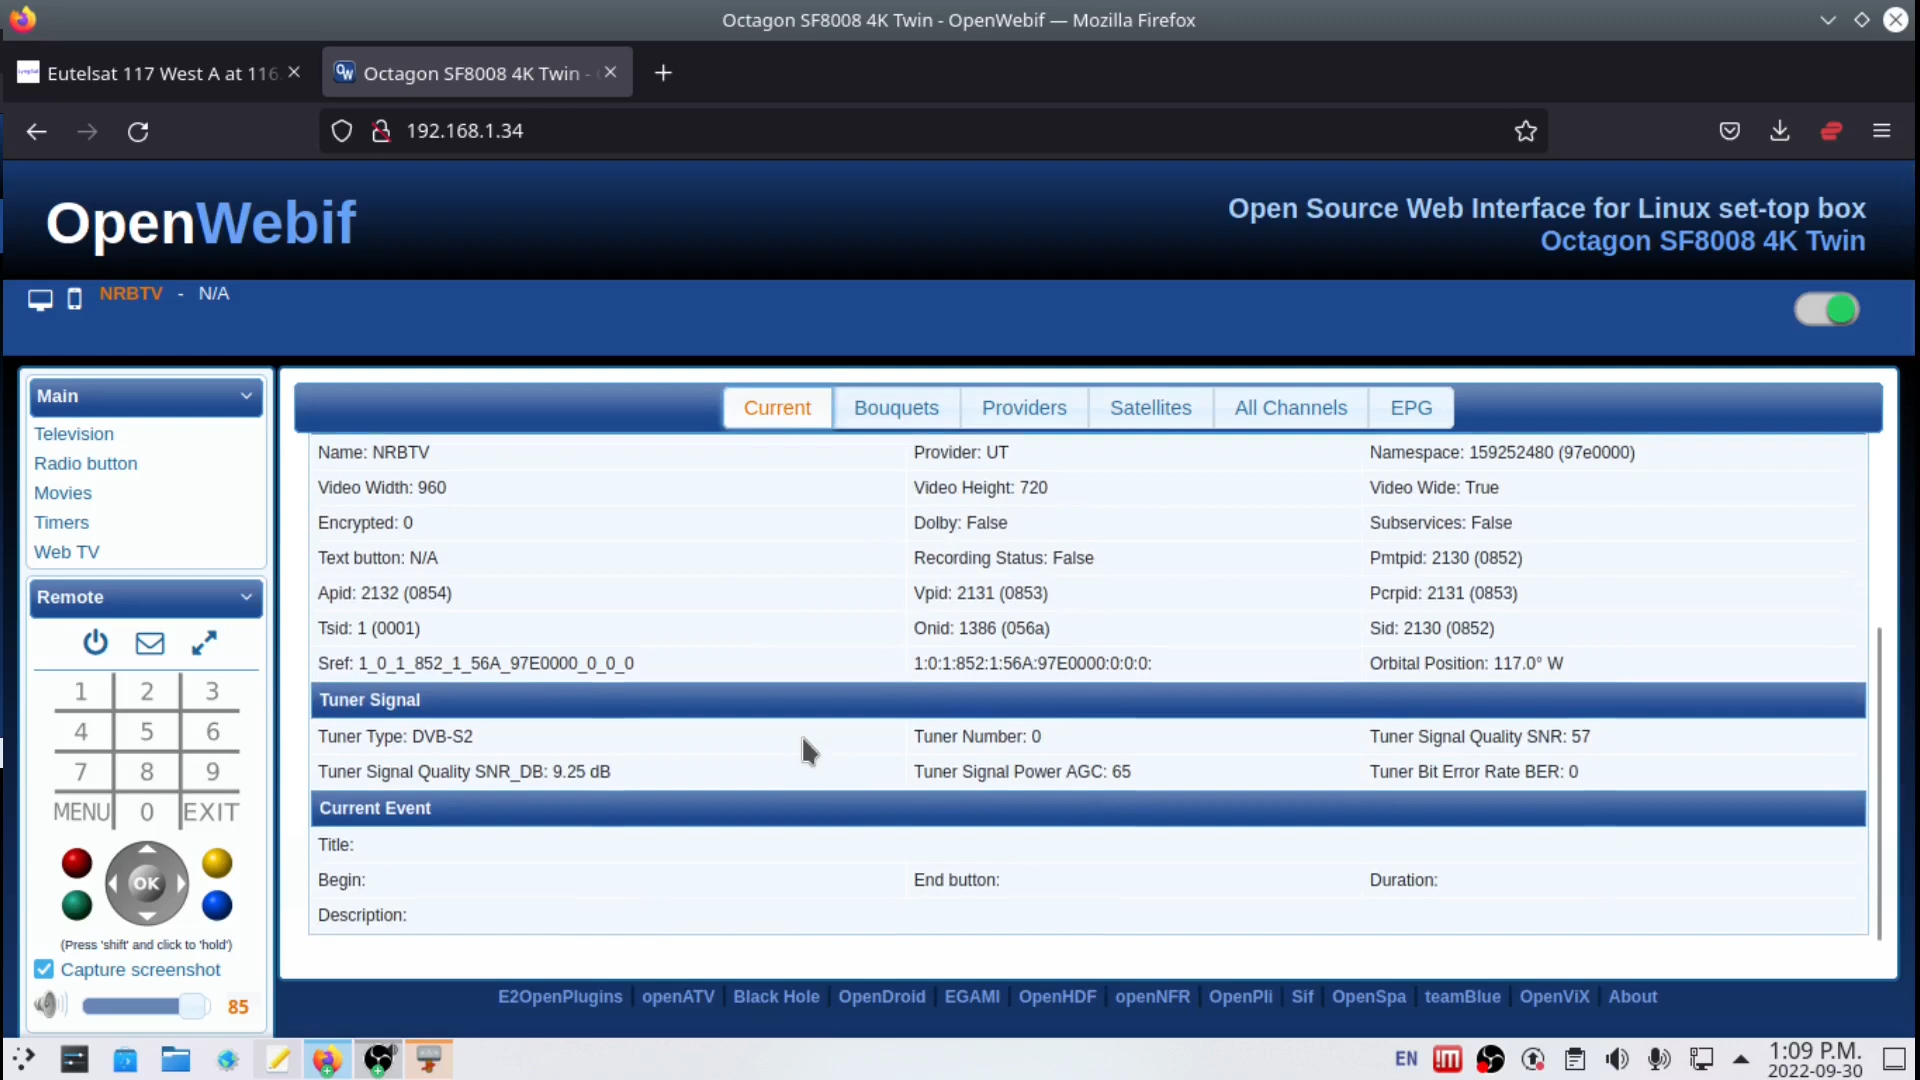 Octagon SF8008 4K Twin - OpenWebif — Mozilla Firefox
Eutelsat 117 West A at 116.
Octagon SF8008 4K Twin -
192.168.1.34
OpenWebif
Open Source Web Interface for Linux set-top box
Octagon SF8008 4K Twin
NRBTV - N/A
Main
Television
Radio button
Movies
Timers
Web TV
Remote
1 2 3
4 5 6
7 8 9
MENU 0 EXIT
OK
(Press 'shift' and click to 'hold')
Capture screenshot
85
Current Bouquets Providers Satellites All Channels EPG
Name: NRBTV Provider: UT Namespace: 159252480 (97e0000)
Video Width: 960 Video Height: 720 Video Wide: True
Encrypted: 0 Dolby: False Subservices: False
Text button: N/A Recording Status: False Pmtpid: 2130 (0852)
Apid: 2132 (0854) Vpid: 2131 (0853) Pcrpid: 2131 (0853)
Tsid: 1 (0001) Onid: 1386 (056a) Sid: 2130 (0852)
Sref: 1_0_1_852_1_56A_97E0000_0_0_0 1:0:1:852:1:56A:97E0000:0:0:0: Orbital Position: 117.0° W
Tuner Signal
Tuner Type: DVB-S2 Tuner Number: 0 Tuner Signal Quality SNR: 57
Tuner Signal Quality SNR_DB: 9.25 dB Tuner Signal Power AGC: 65 Tuner Bit Error Rate BER: 0
Current Event
Title:
Begin: End button: Duration:
Description:
E2OpenPlugins openATV Black Hole OpenDroid EGAMI OpenHDF openNFR OpenPli Sif OpenSpa teamBlue OpenViX About
EN
1:09 P.M.
2022-09-30